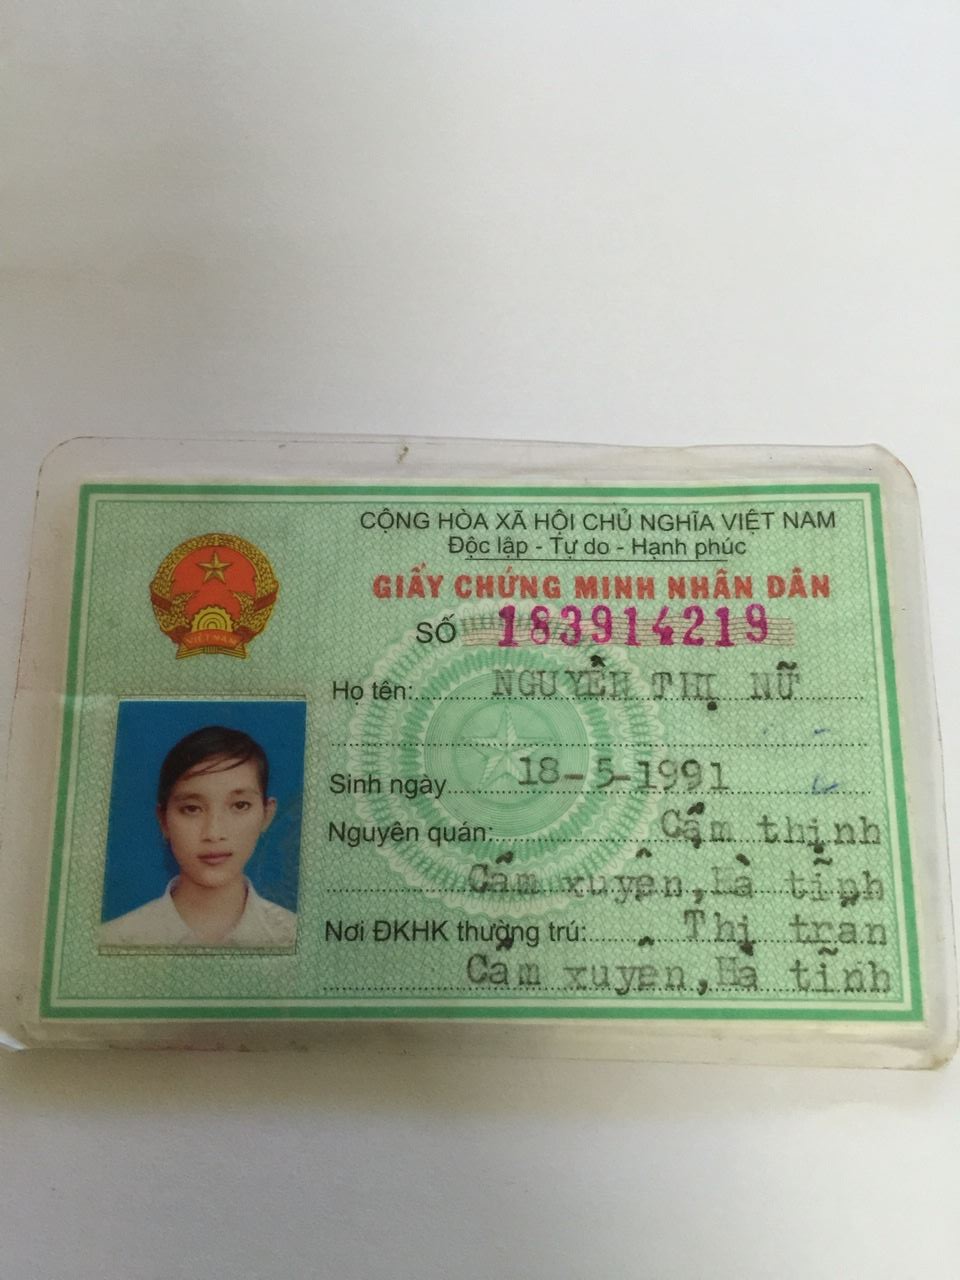 CỘNG HÒA XÃ HỘI CHỦ NGHĨA VIỆT NAM
Độc lập - Tự do - Hạnh phúc
GIẤY CHỨNG MINH NHÂN DÂN
SỐ 183914219
VIỆT NAM
Họ tên: NGUYỄN THỊ NỮ
Sinh ngày 18-5-1991
Nguyên quán: Cẩm thịnh
Cẩm xuyên, Hà tĩnh
Nơi ĐKHK thường trú: Thị trấn
Cẩm xuyên, Hà tĩnh